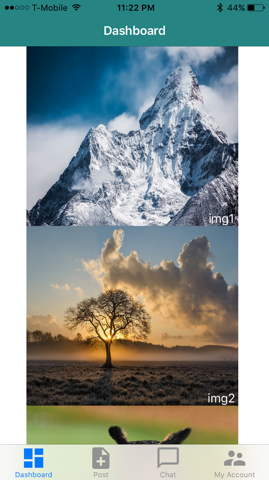 T-Mobile 11:22 PM 44%
Dashboard
img1
img2
Dashboard Post Chat My Account